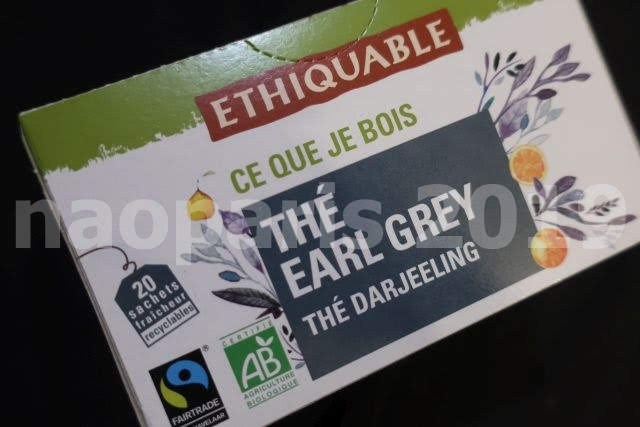 ETHIQUABLE
CE QUE JE BOIS
THÉ
EARL GREY
THÉ DARJEELING
naoparis 2019
20
sachets
fraîcheur
recyclables
FAIRTRADE
CERTIFIÉ
AB
AGRICULTURE
BIOLOGIQUE